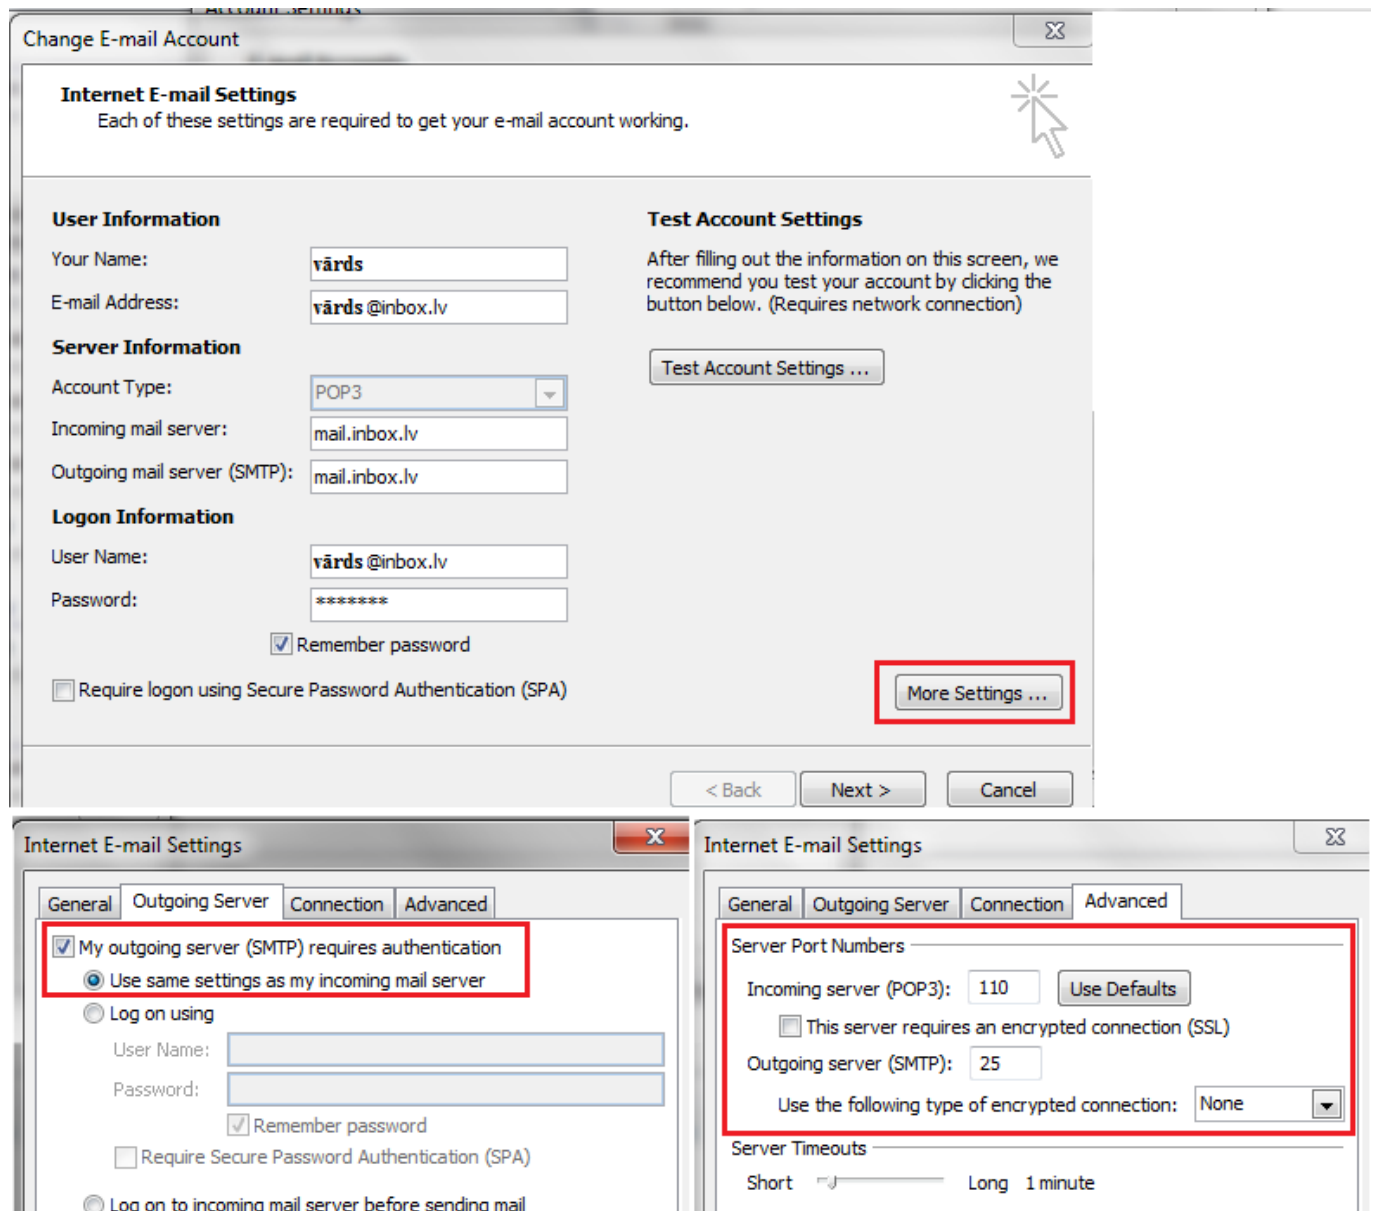 Account Settings
Change E-mail Account
Internet E-mail Settings
Each of these settings are required to get your e-mail account working.
User Information
Your Name: vārds
E-mail Address: vārds @inbox.lv
Server Information
Account Type: POP3
Incoming mail server: mail.inbox.lv
Outgoing mail server (SMTP): mail.inbox.lv
Logon Information
User Name: vārds @inbox.lv
Password: *******
Remember password
Require logon using Secure Password Authentication (SPA)
Test Account Settings
After filling out the information on this screen, we
recommend you test your account by clicking the
button below. (Requires network connection)
Test Account Settings ...
More Settings ...
< Back Next > Cancel
Internet E-mail Settings
General Outgoing Server Connection Advanced
My outgoing server (SMTP) requires authentication
Use same settings as my incoming mail server
Log on using
User Name:
Password:
Remember password
Require Secure Password Authentication (SPA)
Log on to incoming mail server before sending mail
Internet E-mail Settings
General Outgoing Server Connection Advanced
Server Port Numbers
Incoming server (POP3): 110 Use Defaults
This server requires an encrypted connection (SSL)
Outgoing server (SMTP): 25
Use the following type of encrypted connection: None
Server Timeouts
Short Long 1 minute